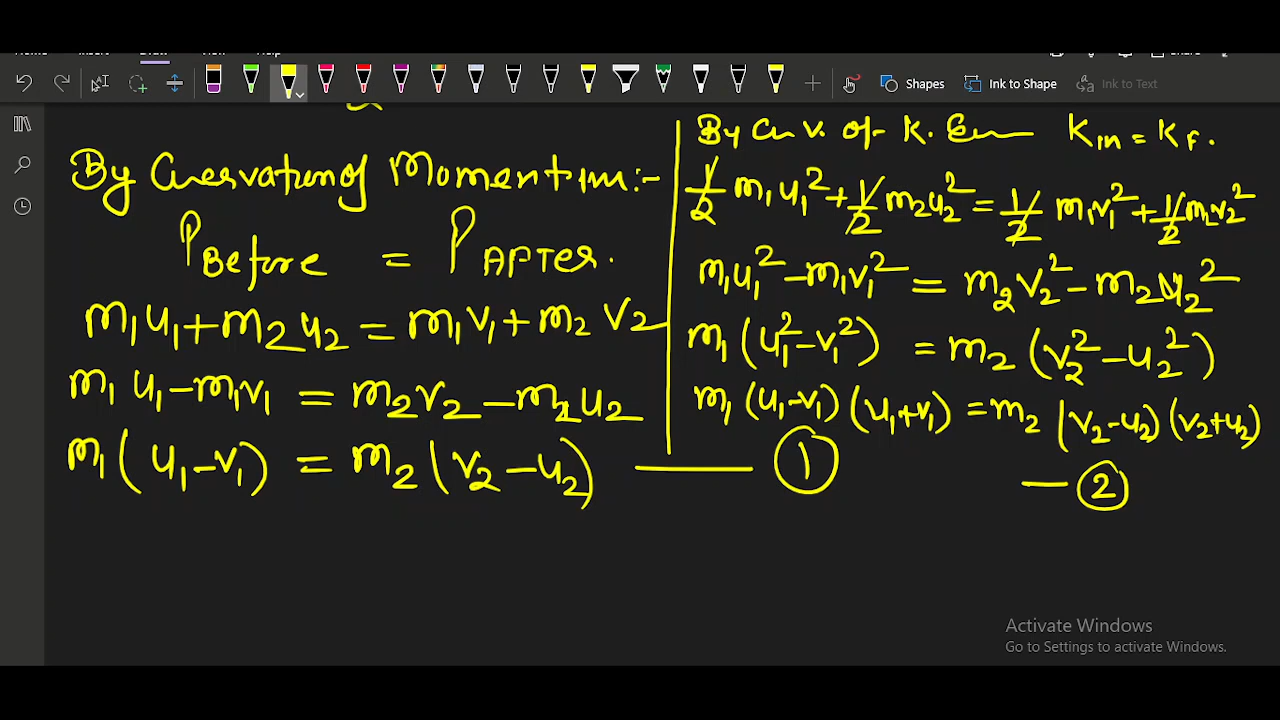 Shapes
Ink to Shape
Ink to Text
By Conservation of Momentum:-
P Before = P AFTER.
m₁u₁+m₂u₂=m₁v₁+m₂v₂
m₁u₁-m₁v₁=m₂v₂-m₂u₂
m₁(u₁-v₁)=m₂(v₂-u₂) —— ①
By Cn v. of K. En Kin = KF.
1/2 m₁u₁²+1/2 m₂u₂²=1/2 m₁v₁²+1/2 m₂v₂²
m₁u₁²-m₁v₁²=m₂v₂²-m₂u₂²
m₁(u₁²-v₁²)=m₂(v₂²-u₂²)
m₁(u₁-v₁)(u₁+v₁)=m₂(v₂-u₂)(v₂+u₂)
— ②
Activate Windows
Go to Settings to activate Windows.